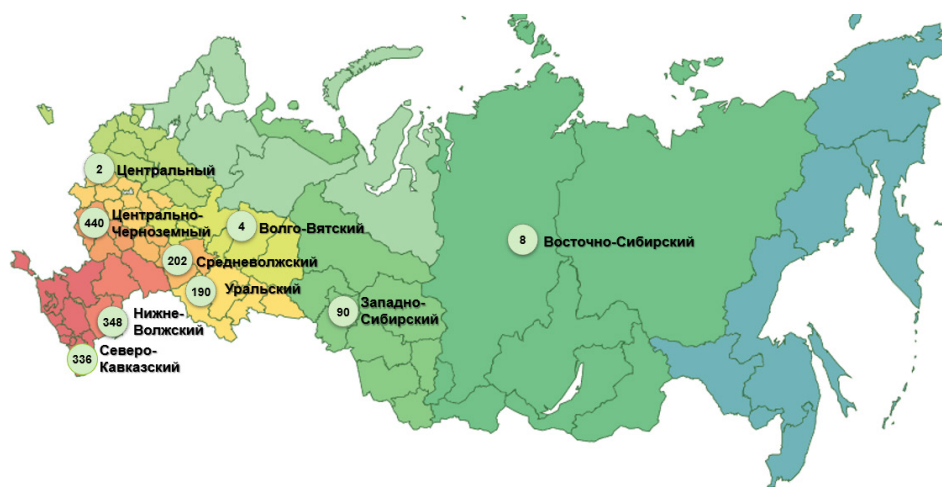 2 Центральный
440 Центрально-
Черноземный
4 Волго-Вятский
8 Восточно-Сибирский
202 Средневолжский
190 Уральский
90 Западно-
Сибирский
348 Нижне-
Волжский
336 Северо-
Кавказский